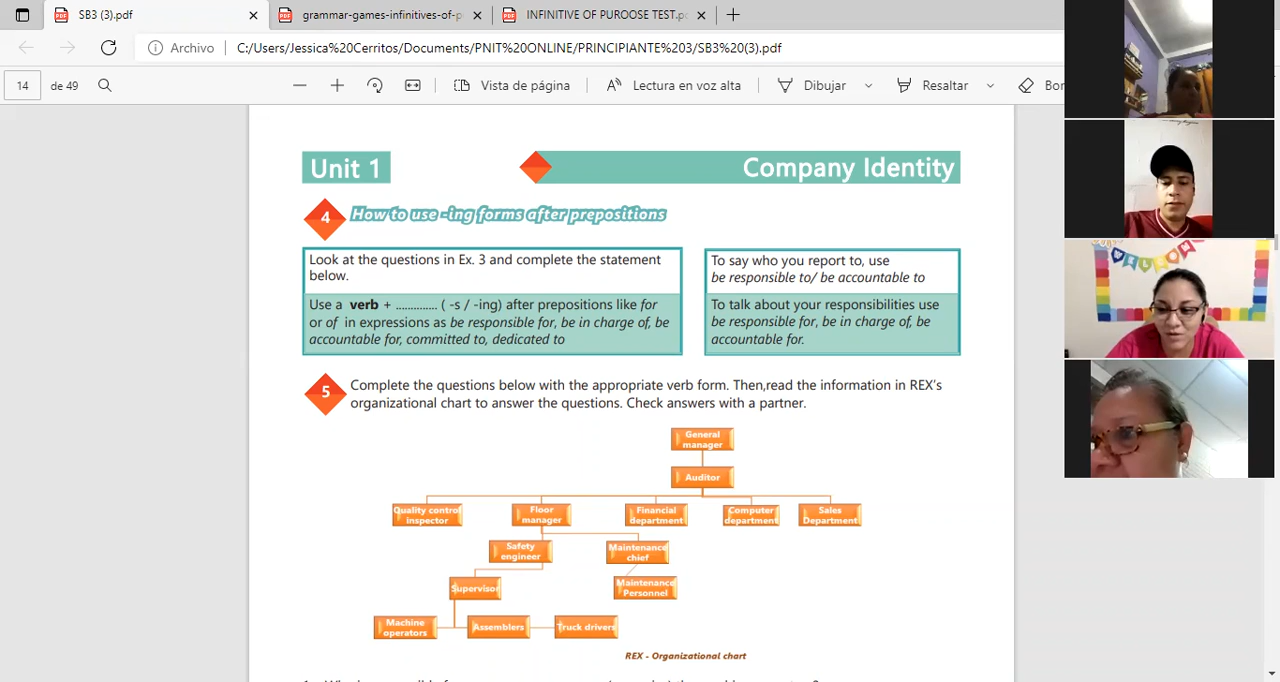 SB3 (3).pdf
grammar-games-infinitives-of-p
INFINITIVE OF PUROOSE TEST.p
Archivo
C:/Users/Jessica%20Cerritos/Documents/PNIT%20ONLINE/PRINCIPIANTE%203/SB3%20(3).pdf
14 de 49
Vista de página
Lectura en voz alta
Dibujar
Resaltar
Bor
Unit 1
Company Identity
4 How to use -ing forms after prepositions
Look at the questions in Ex. 3 and complete the statement
below.
Use a verb + .............. ( -s / -ing) after prepositions like for
or of in expressions as be responsible for, be in charge of, be
accountable for, committed to, dedicated to
To say who you report to, use
be responsible to/ be accountable to
To talk about your responsibilities use
be responsible for, be in charge of, be
accountable for.
5 Complete the questions below with the appropriate verb form. Then,read the information in REX's
organizational chart to answer the questions. Check answers with a partner.
General
manager
Auditor
Quality control
inspector
Floor
manager
Financial
department
Computer
department
Sales
Department
Safety
engineer
Maintenance
chief
Supervisor
Maintenance
Personnel
Machine
operators
Assemblers
Truck drivers
REX - Organizational chart